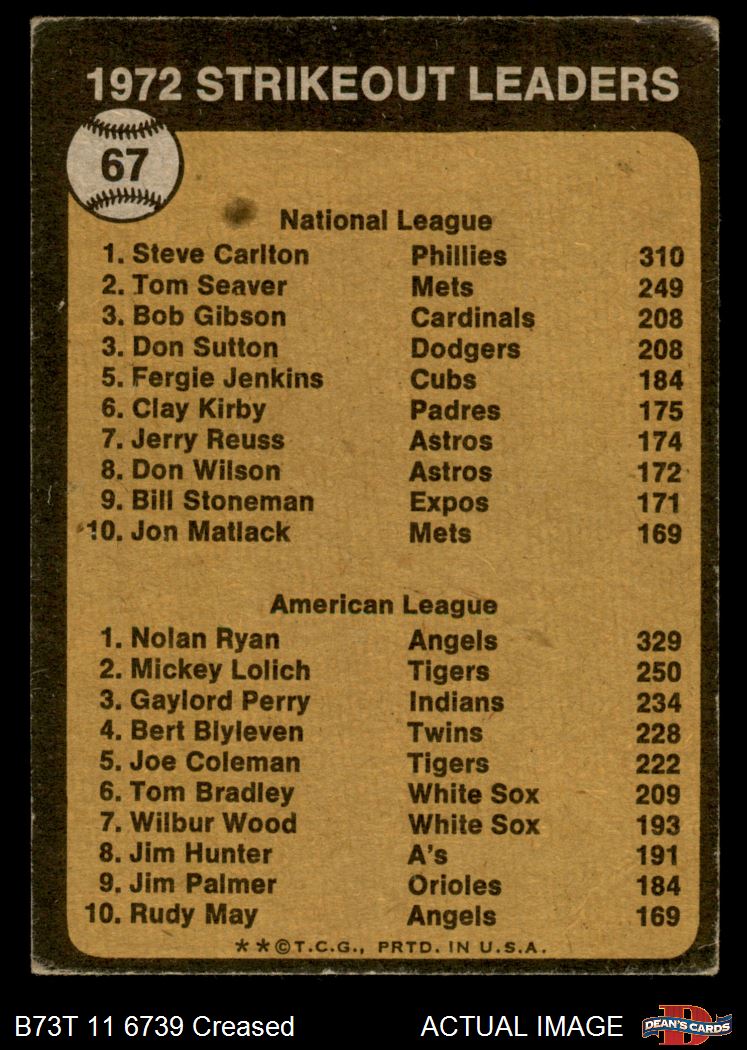 1972 STRIKEOUT LEADERS
67
National League
1. Steve Carlton Phillies 310
2. Tom Seaver Mets 249
3. Bob Gibson Cardinals 208
3. Don Sutton Dodgers 208
5. Fergie Jenkins Cubs 184
6. Clay Kirby Padres 175
7. Jerry Reuss Astros 174
8. Don Wilson Astros 172
9. Bill Stoneman Expos 171
10. Jon Matlack Mets 169
American League
1. Nolan Ryan Angels 329
2. Mickey Lolich Tigers 250
3. Gaylord Perry Indians 234
4. Bert Blyleven Twins 228
5. Joe Coleman Tigers 222
6. Tom Bradley White Sox 209
7. Wilbur Wood White Sox 193
8. Jim Hunter A's 191
9. Jim Palmer Orioles 184
10. Rudy May Angels 169
**©T.C.G., PRTD. IN U.S.A.
B73T 11 6739 Creased ACTUAL IMAGE D DEAN'S CARDS